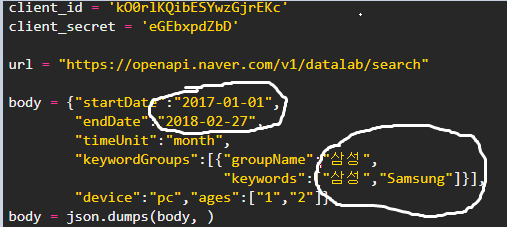 client_id = 'kO0rlKQibESYwzGjrEKc'
client_secret = 'eGEbxpdZbD'
url = "https://openapi.naver.com/v1/datalab/search"
body = {"startDate":"2017-01-01",
"endDate":"2018-02-27",
"timeUnit":"month",
"keywordGroups":[{"groupName":"삼성",
"keywords":["삼성","Samsung"]}],
"device":"pc","ages":["1","2"]}
body = json.dumps(body, )